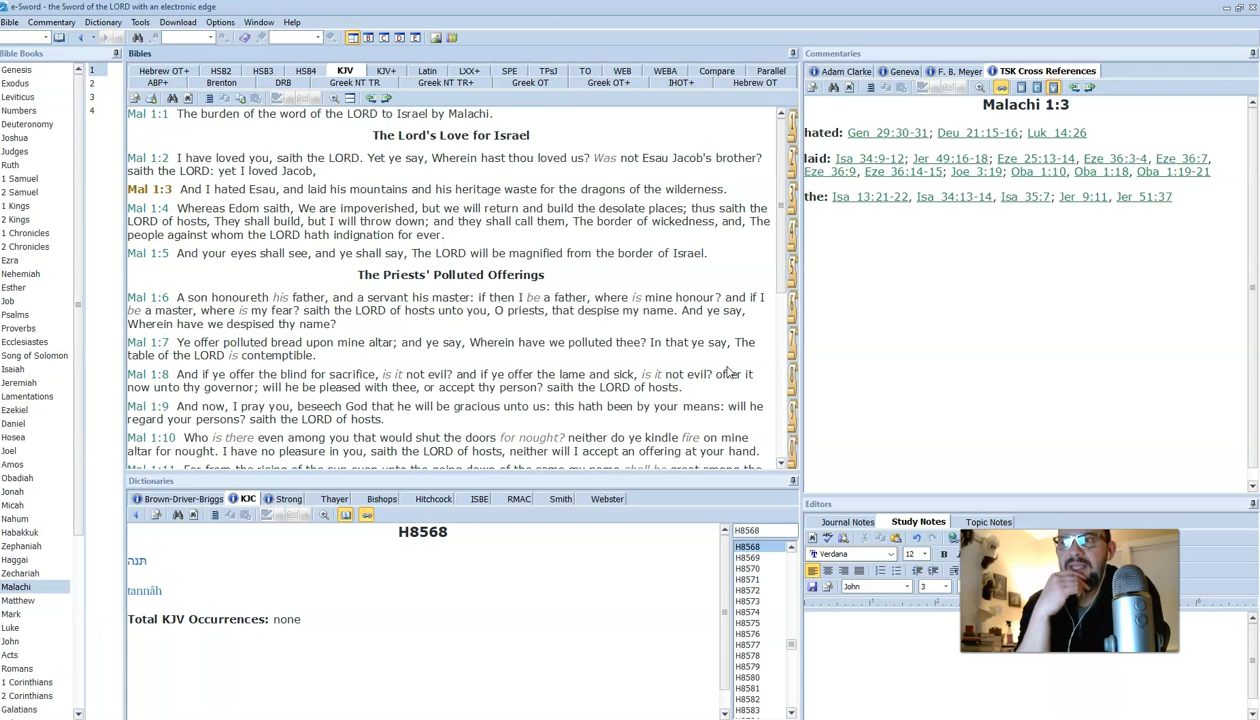 e-Sword - the Sword of the LORD with an electronic edge
Bible Commentary Dictionary Tools Download Options Window Help
B C D E
Bible Books
Genesis
Exodus
Leviticus
Numbers
Deuteronomy
Joshua
Judges
Ruth
1 Samuel
2 Samuel
1 Kings
2 Kings
1 Chronicles
2 Chronicles
Ezra
Nehemiah
Esther
Job
Psalms
Proverbs
Ecclesiastes
Song of Solomon
Isaiah
Jeremiah
Lamentations
Ezekiel
Daniel
Hosea
Joel
Amos
Obadiah
Jonah
Micah
Nahum
Habakkuk
Zephaniah
Haggai
Zechariah
Malachi
Matthew
Mark
Luke
John
Acts
Romans
1 Corinthians
2 Corinthians
Galatians
1
2
3
4
Bibles
Hebrew OT+ HSB2 HSB3 HSB4 KJV KJV+ Latin LXX+ SPE TPsJ TO WEB WEBA Compare Parallel
ABP+ Brenton DRB Greek NT TR Greek NT TR+ Greek OT Greek OT+ IHOT+ Hebrew OT
Mal 1:1 The burden of the word of the LORD to Israel by Malachi.
The Lord's Love for Israel
Mal 1:2 I have loved you, saith the LORD. Yet ye say, Wherein hast thou loved us? Was not Esau Jacob's brother?
saith the LORD: yet I loved Jacob,
Mal 1:3 And I hated Esau, and laid his mountains and his heritage waste for the dragons of the wilderness.
Mal 1:4 Whereas Edom saith, We are impoverished, but we will return and build the desolate places; thus saith the
LORD of hosts, They shall build, but I will throw down; and they shall call them, The border of wickedness, and, The
people against whom the LORD hath indignation for ever.
Mal 1:5 And your eyes shall see, and ye shall say, The LORD will be magnified from the border of Israel.
The Priests' Polluted Offerings
Mal 1:6 A son honoureth his father, and a servant his master: if then I be a father, where is mine honour? and if I
be a master, where is my fear? saith the LORD of hosts unto you, O priests, that despise my name. And ye say,
Wherein have we despised thy name?
Mal 1:7 Ye offer polluted bread upon mine altar; and ye say, Wherein have we polluted thee? In that ye say, The
table of the LORD is contemptible.
Mal 1:8 And if ye offer the blind for sacrifice, is it not evil? and if ye offer the lame and sick, is it not evil? offer it
now unto thy governor; will he be pleased with thee, or accept thy person? saith the LORD of hosts.
Mal 1:9 And now, I pray you, beseech God that he will be gracious unto us: this hath been by your means: will he
regard your persons? saith the LORD of hosts.
Mal 1:10 Who is there even among you that would shut the doors for nought? neither do ye kindle fire on mine
altar for nought. I have no pleasure in you, saith the LORD of hosts, neither will I accept an offering at your hand.
Mal 1:11 For from the rising of the sun even unto the going down of the same my name shall be great among the
Dictionaries
Brown-Driver-Briggs KJC Strong Thayer Bishops Hitchcock ISBE RMAC Smith Webster
H8568
תנה
tannâh
Total KJV Occurrences: none
H8568
H8568
H8569
H8570
H8571
H8572
H8573
H8574
H8575
H8576
H8577
H8578
H8579
H8580
H8581
H8582
H8583
Commentaries
Adam Clarke Geneva F. B. Meyer TSK Cross References
Malachi 1:3
hated: Gen 29:30-31; Deu 21:15-16; Luk 14:26
laid: Isa 34:9-12; Jer 49:16-18; Eze 25:13-14, Eze 36:3-4, Eze 36:7,
Eze 36:9, Eze 36:14-15; Joe 3:19; Oba 1:10, Oba 1:18, Oba 1:19-21
the: Isa 13:21-22, Isa 34:13-14, Isa 35:7; Jer 9:11, Jer 51:37
Editors
Journal Notes Study Notes Topic Notes
Verdana 12 B
John 3